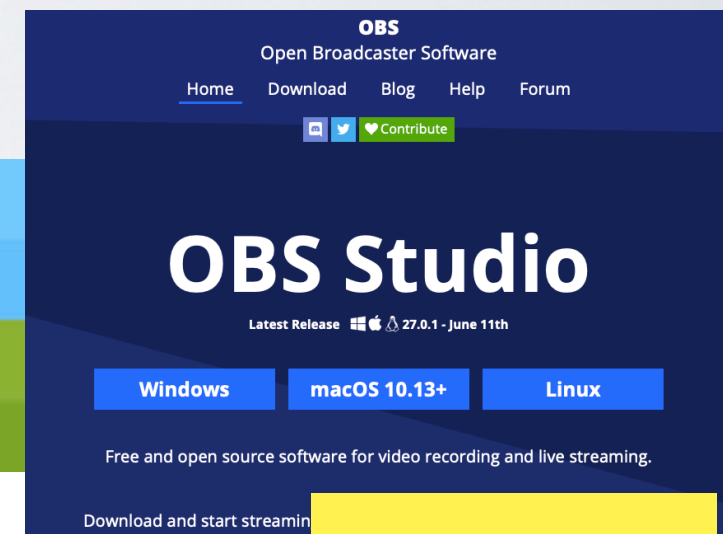 OBS
Open Broadcaster Software
Home Download Blog Help Forum
Contribute
OBS Studio
Latest Release 27.0.1 - June 11th
Windows macOS 10.13+ Linux
Free and open source software for video recording and live streaming.
Download and start streamin